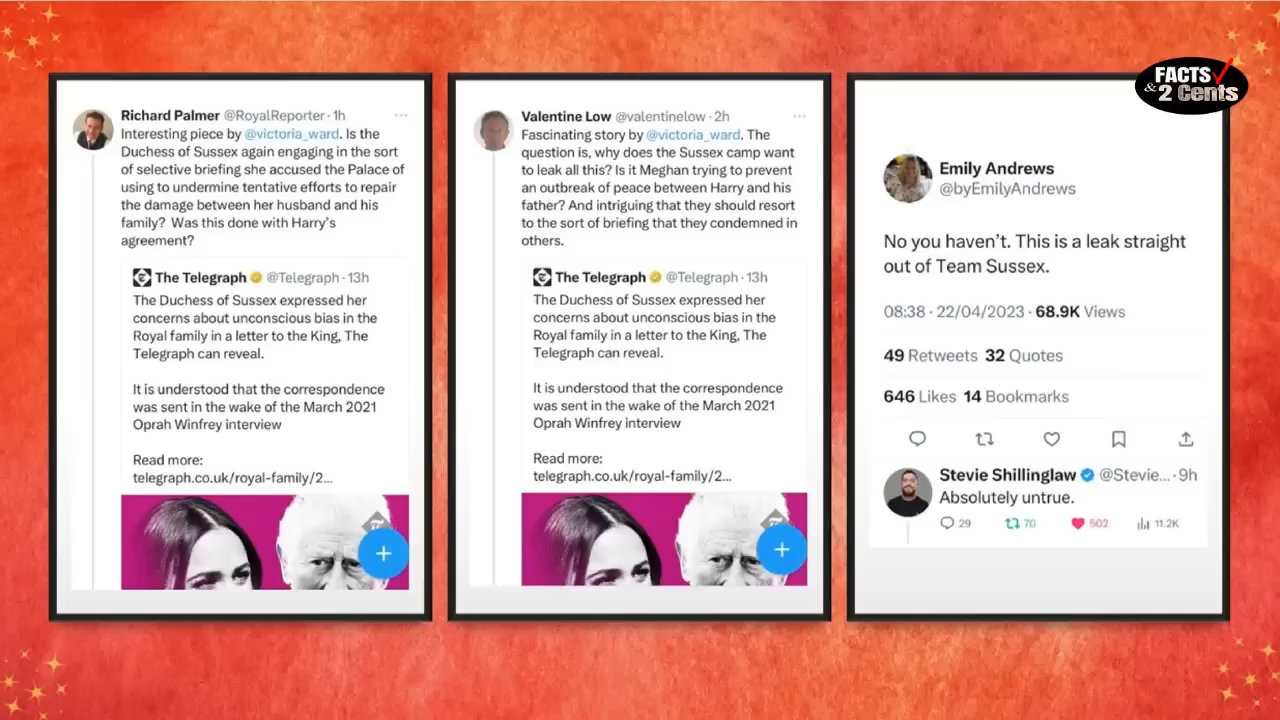 FACTS
& 2 Cents
Richard Palmer @RoyalReporter · 1h
Interesting piece by @victoria_ward. Is the
Duchess of Sussex again engaging in the sort
of selective briefing she accused the Palace of
using to undermine tentative efforts to repair
the damage between her husband and his
family? Was this done with Harry's
agreement?
The Telegraph @Telegraph · 13h
The Duchess of Sussex expressed her
concerns about unconscious bias in the
Royal family in a letter to the King, The
Telegraph can reveal.
It is understood that the correspondence
was sent in the wake of the March 2021
Oprah Winfrey interview
Read more:
telegraph.co.uk/royal-family/2...
Valentine Low @valentinelow · 2h
Fascinating story by @victoria_ward. The
question is, why does the Sussex camp want
to leak all this? Is it Meghan trying to prevent
an outbreak of peace between Harry and his
father? And intriguing that they should resort
to the sort of briefing that they condemned in
others.
The Telegraph @Telegraph · 13h
The Duchess of Sussex expressed her
concerns about unconscious bias in the
Royal family in a letter to the King, The
Telegraph can reveal.
It is understood that the correspondence
was sent in the wake of the March 2021
Oprah Winfrey interview
Read more:
telegraph.co.uk/royal-family/2...
Emily Andrews
@byEmilyAndrews
No you haven't. This is a leak straight
out of Team Sussex.
08:38 · 22/04/2023 · 68.9K Views
49 Retweets 32 Quotes
646 Likes 14 Bookmarks
Stevie Shillinglaw @Stevie... · 9h
Absolutely untrue.
29 70 502 11.2K